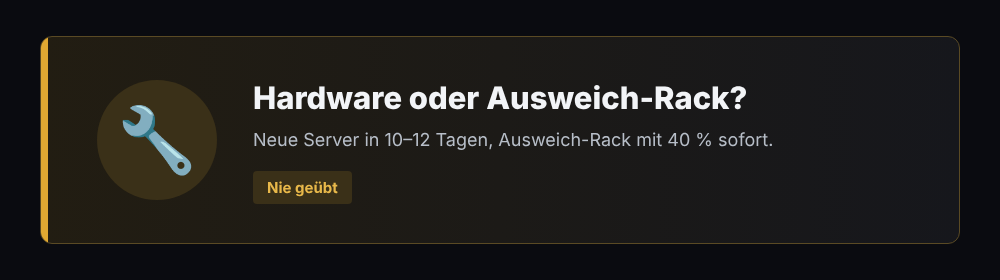 Hardware oder Ausweich-Rack?
Neue Server in 10–12 Tagen, Ausweich-Rack mit 40 % sofort.
Nie geübt